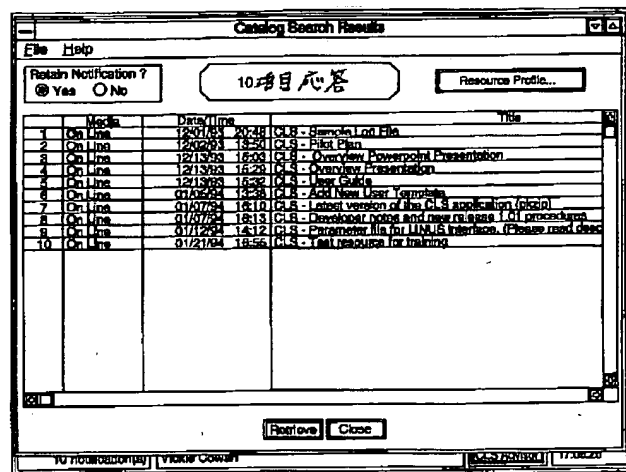 Catalog Search Results
File Help
Retain Notification ?
Yes No
10項目応答
Resource Profile...
Media Date/Time Title
1 On Line 12/01/93 20:48 CLS - Sample Log File
2 On Line 12/02/93 13:50 CLS - Pilot Plan
3 On Line 12/13/93 15:03 CLS - Overview Powerpoint Presentation
4 On Line 12/13/93 15:29 CLS - Overview Presentation
5 On Line 12/13/93 15:32 CLS - User Guide
6 On Line 01/05/94 13:38 CLS - Add New User Template
7 On Line 01/07/94 16:10 CLS - Latest version of the CLS application (pkzip)
8 On Line 01/07/94 16:13 CLS - Developer notes and new release 1.01 procedures
9 On Line 01/12/94 14:12 CLS - Parameter file for LINUS Interface. (Please read desc
10 On Line 01/21/94 16:56 CLS - Test resource for training
Retrieve Close
10 notification(s) Vickie Cowan